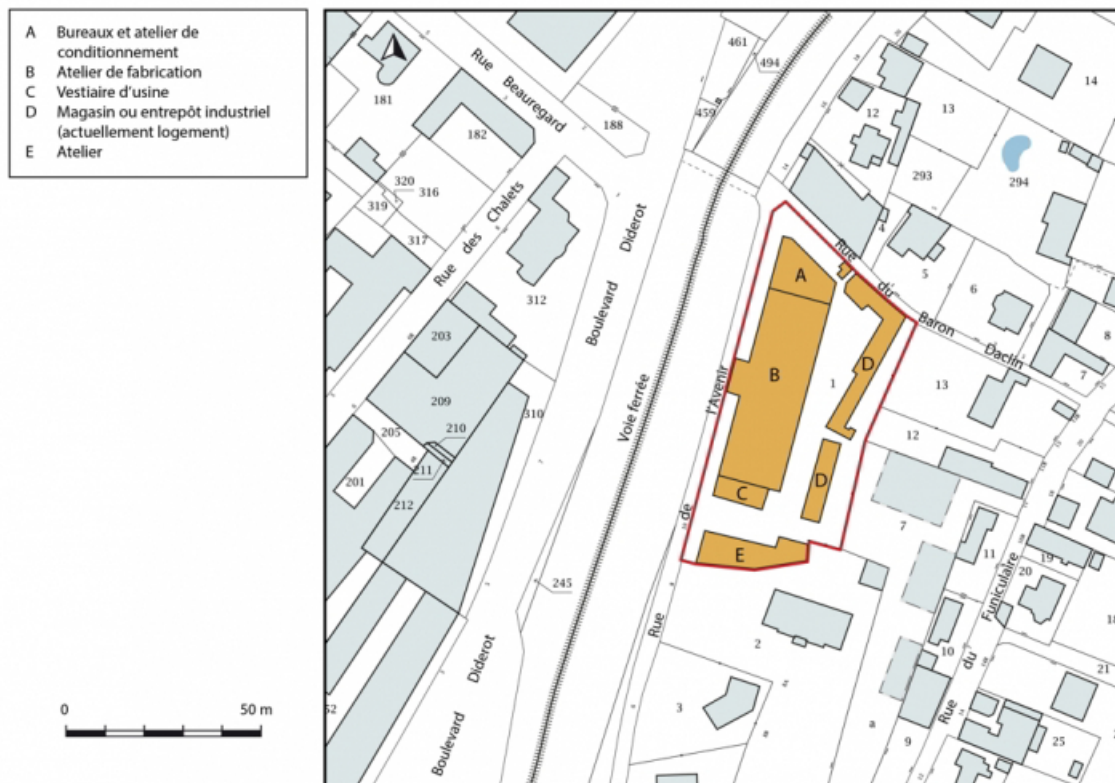 A Bureaux et atelier de
conditionnement
B Atelier de fabrication
C Vestiaire d'usine
D Magasin ou entrepôt industriel
(actuellement logement)
E Atelier
0 50 m
181
Rue Beauregard
182
188
461
494
459
12
13
14
293
294
320
316
319
317
Rue des Chalets
312
Boulevard Diderot
Voie ferrée
Rue de l'Avenir
Rue du Baron Daclin
4
5
6
7
8
A
B
C
D
D
E
1
13
12
203
209
310
205
210
211
201
212
245
7
11
19
20
10
21
2
3
a
9
25
Rue du Funiculaire
Boulevard Diderot